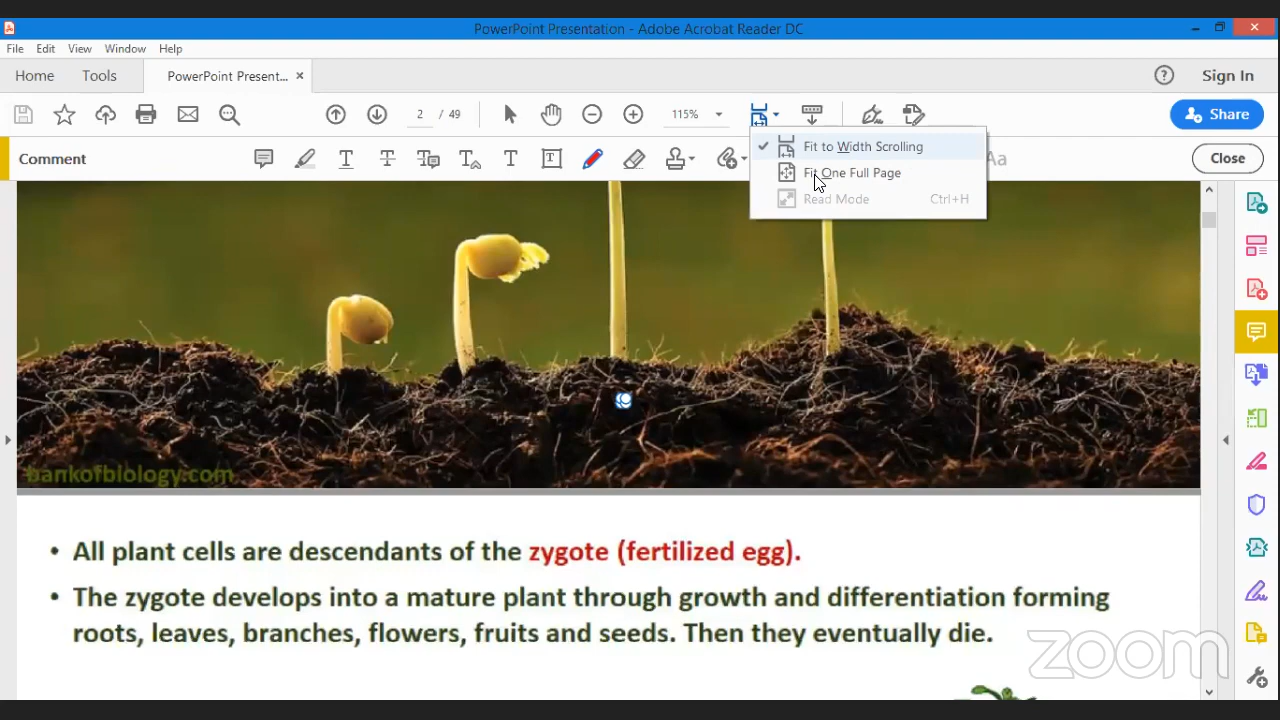 PowerPoint Presentation - Adobe Acrobat Reader DC
File Edit View Window Help
Home Tools PowerPoint Present... Sign In
2 / 49 115% Share
Comment Aa Close
Fit to Width Scrolling
Fit One Full Page
Read Mode Ctrl+H
bankofbiology.com
• All plant cells are descendants of the zygote (fertilized egg).
• The zygote develops into a mature plant through growth and differentiation forming
roots, leaves, branches, flowers, fruits and seeds. Then they eventually die.
zoom